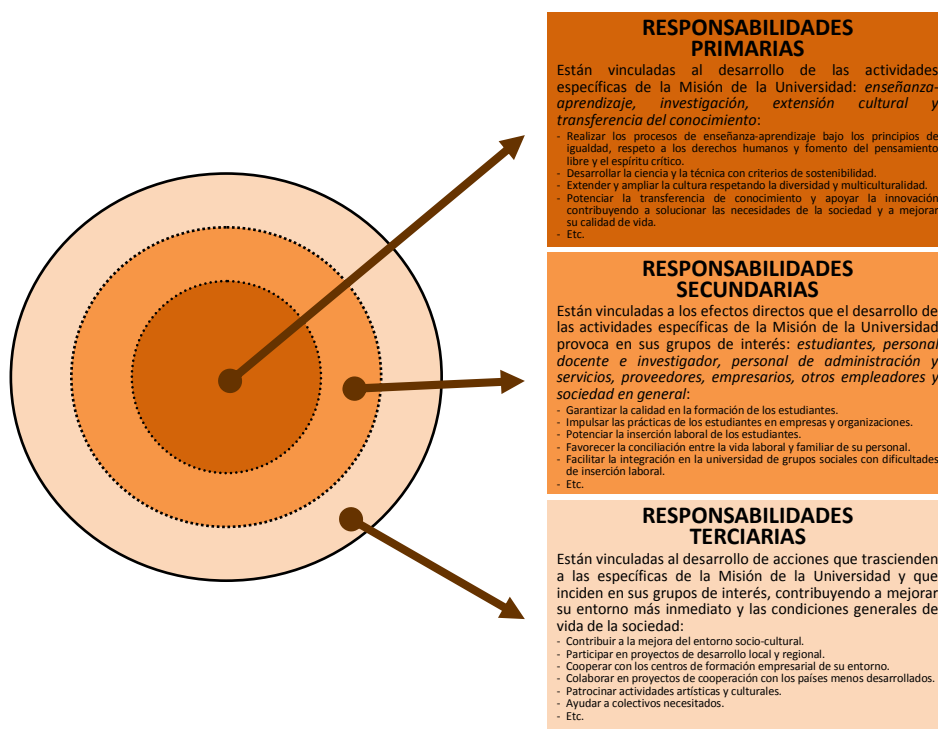 RESPONSABILIDADES
PRIMARIAS
Están vinculadas al desarrollo de las actividades
específicas de la Misión de la Universidad: enseñanza-
aprendizaje, investigación, extensión cultural y
transferencia del conocimiento:
- Realizar los procesos de enseñanza-aprendizaje bajo los principios de
igualdad, respeto a los derechos humanos y fomento del pensamiento
libre y el espíritu crítico.
- Desarrollar la ciencia y la técnica con criterios de sostenibilidad.
- Extender y ampliar la cultura respetando la diversidad y multiculturalidad.
- Potenciar la transferencia de conocimiento y apoyar la innovación
contribuyendo a solucionar las necesidades de la sociedad y a mejorar
su calidad de vida.
- Etc.
RESPONSABILIDADES
SECUNDARIAS
Están vinculadas a los efectos directos que el desarrollo de
las actividades específicas de la Misión de la Universidad
provoca en sus grupos de interés: estudiantes, personal
docente e investigador, personal de administración y
servicios, proveedores, empresarios, otros empleadores y
sociedad en general:
- Garantizar la calidad en la formación de los estudiantes.
- Impulsar las prácticas de los estudiantes en empresas y organizaciones.
- Potenciar la inserción laboral de los estudiantes.
- Favorecer la conciliación entre la vida laboral y familiar de su personal.
- Facilitar la integración en la universidad de grupos sociales con dificultades
de inserción laboral.
- Etc.
RESPONSABILIDADES
TERCIARIAS
Están vinculadas al desarrollo de acciones que trascienden
a las específicas de la Misión de la Universidad y que
inciden en sus grupos de interés, contribuyendo a mejorar
su entorno más inmediato y las condiciones generales de
vida de la sociedad:
- Contribuir a la mejora del entorno socio-cultural.
- Participar en proyectos de desarrollo local y regional.
- Cooperar con los centros de formación empresarial de su entorno.
- Colaborar en proyectos de cooperación con los países menos desarrollados.
- Patrocinar actividades artísticas y culturales.
- Ayudar a colectivos necesitados.
- Etc.